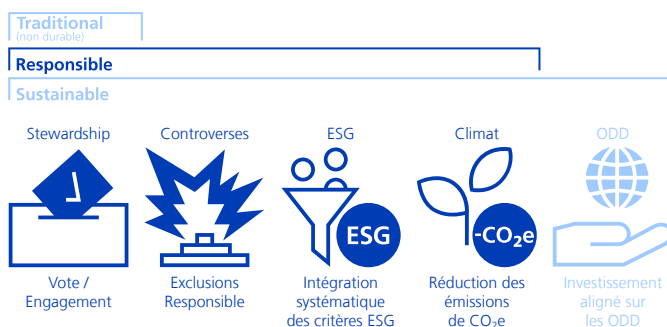 Traditional
(non durable)
Responsible
Sustainable
Stewardship
Controverses
ESG
Climat
ODD
ESG
-CO₂e
Vote /
Engagement
Exclusions
Responsible
Intégration
systématique
des critères ESG
Réduction des
émissions
de CO₂e
Investissement
aligné sur
les ODD